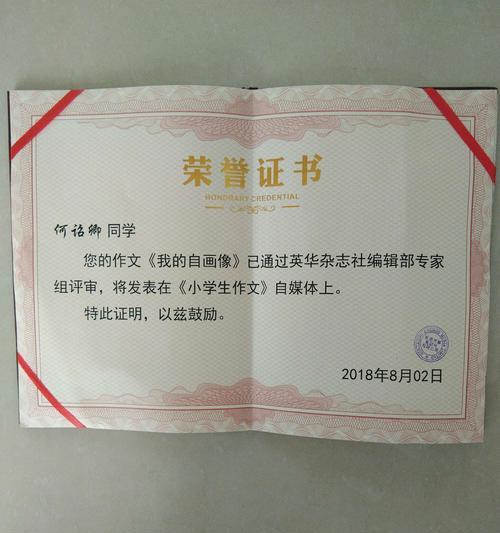 荣誉证书
HONORARY CREDENTIAL
何诏卿 同学
您的作文《我的自画像》已通过英华杂志社编辑部专家
组评审，将发表在《小学生作文》自媒体上。
特此证明，以兹鼓励。
2018年8月02日